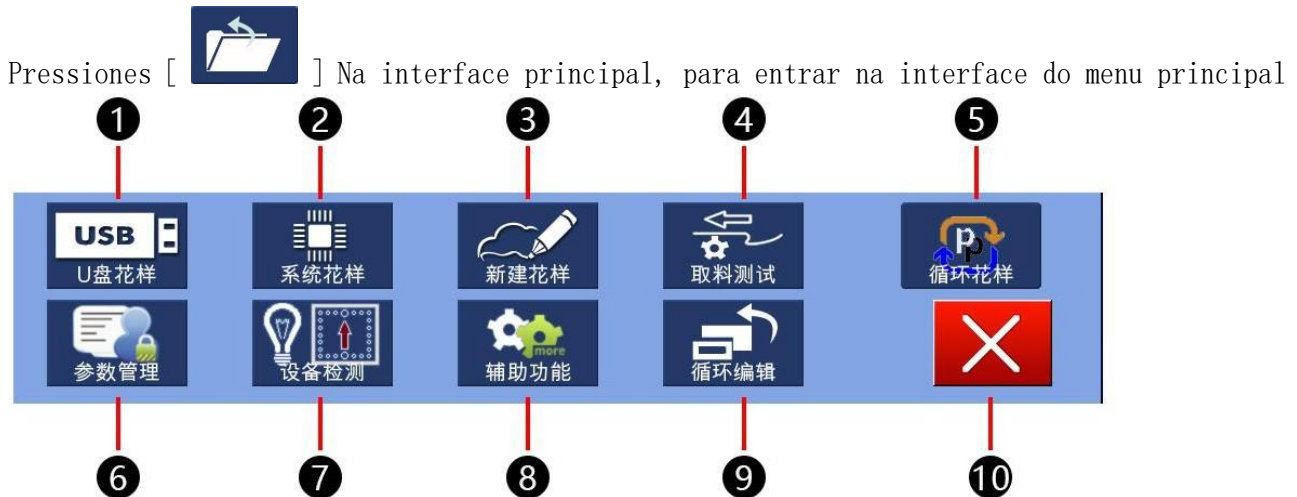 Pressiones [ ] Na interface principal, para entrar na interface do menu principal
1 2 3 4 5
USB
U盘花样 系统花样 新建花样 取料测试 PP 循环花样
more
参数管理 设备检测 辅助功能 循环编辑
6 7 8 9 10